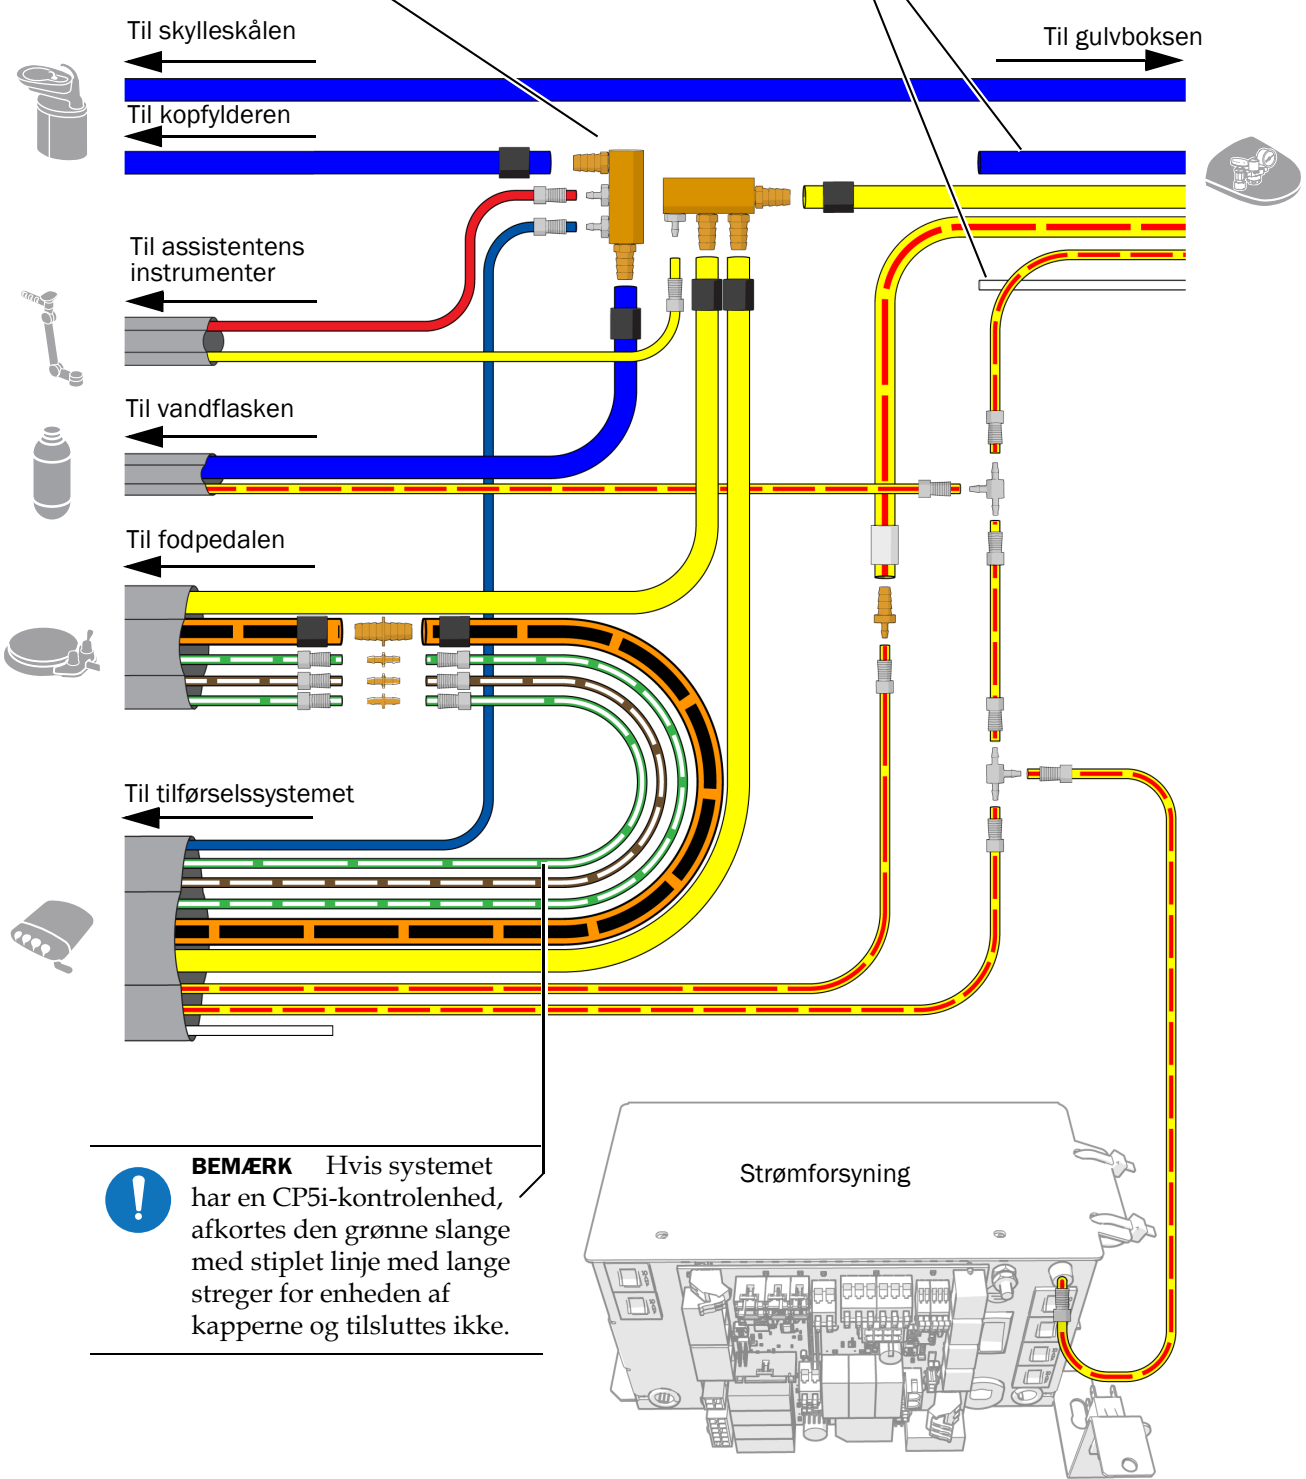 Til skylleskålen
Til gulvboksen
Til kopfylderen
Til assistentens
instrumenter
Til vandflasken
Til fodpedalen
Til tilførselssystemet
Strømforsyning
BEMÆRK Hvis systemet
har en CP5i-kontrolenhed,
afkortes den grønne slange
med stiplet linje med lange
streger for enheden af
kapperne og tilsluttes ikke.